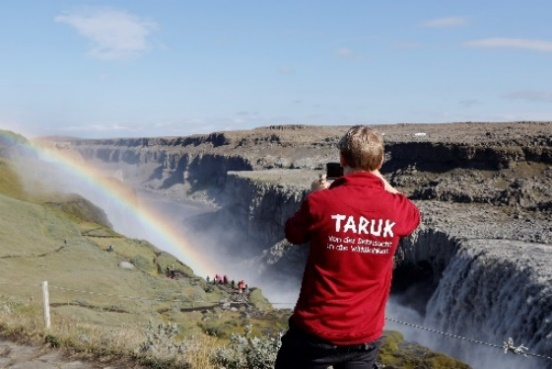 TARUK
Von der Sehnsucht
in die Wirklichkeit